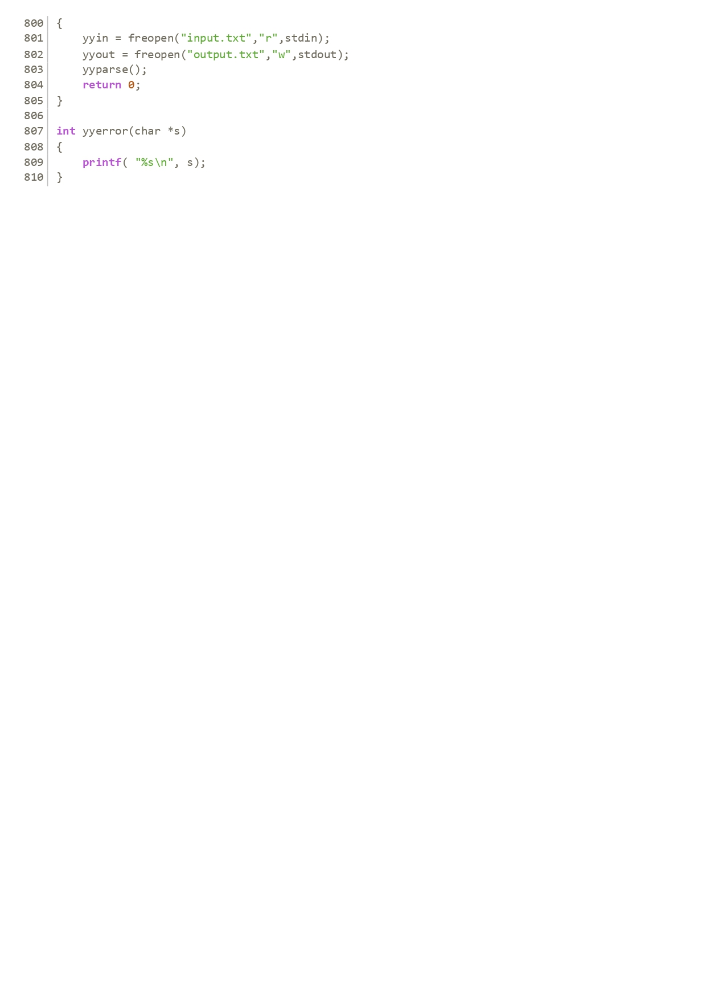 800 {
801     yyin = freopen("input.txt","r",stdin);
802     yyout = freopen("output.txt","w",stdout);
803     yyparse();
804     return 0;
805 }
806
807 int yyerror(char *s)
808 {
809     printf( "%s\n", s);
810 }